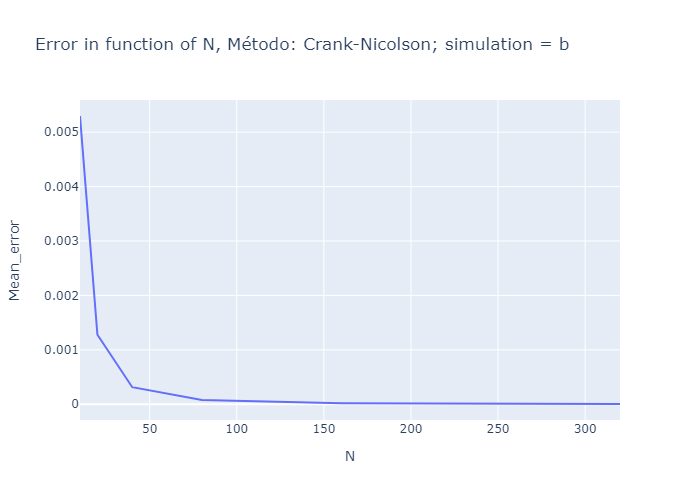 Error in function of N, Método: Crank-Nicolson; simulation = b
0.005
0.004
0.003
0.002
0.001
0
Mean_error
50 100 150 200 250 300
N